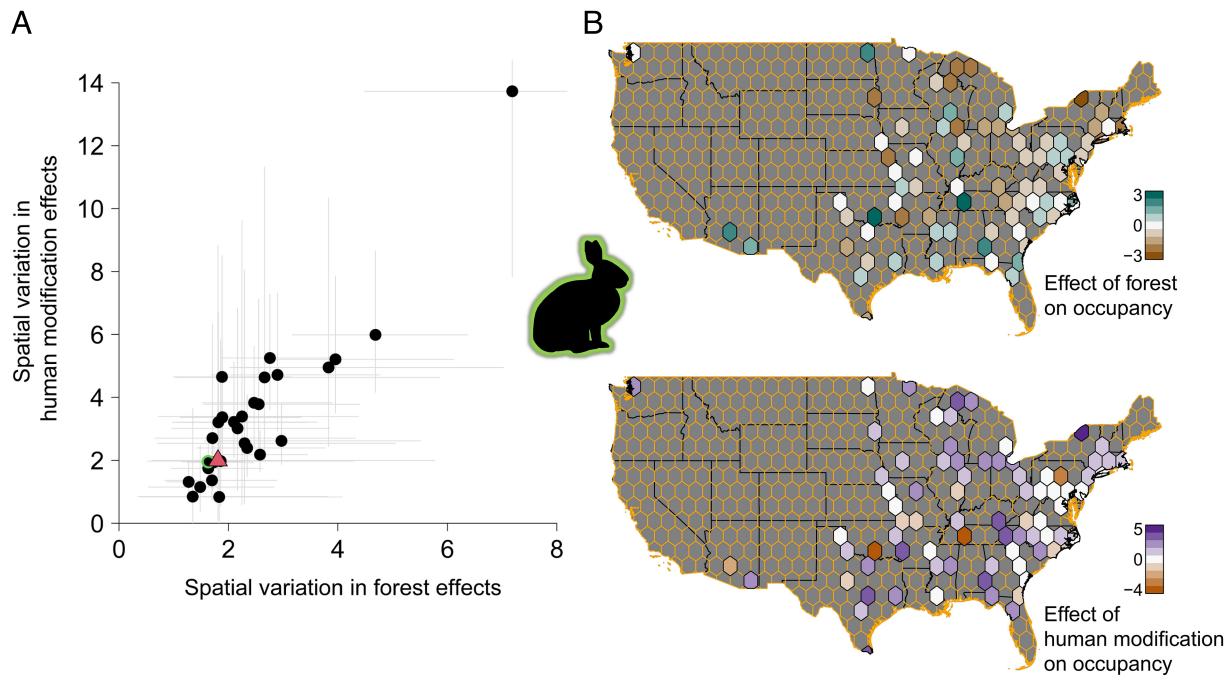 A
Spatial variation in
human modification effects
14
12
10
8
6
4
2
0
0
2
4
6
8
Spatial variation in forest effects
B
3
0
−3
Effect of forest
on occupancy
5
0
−4
Effect of
human modification
on occupancy